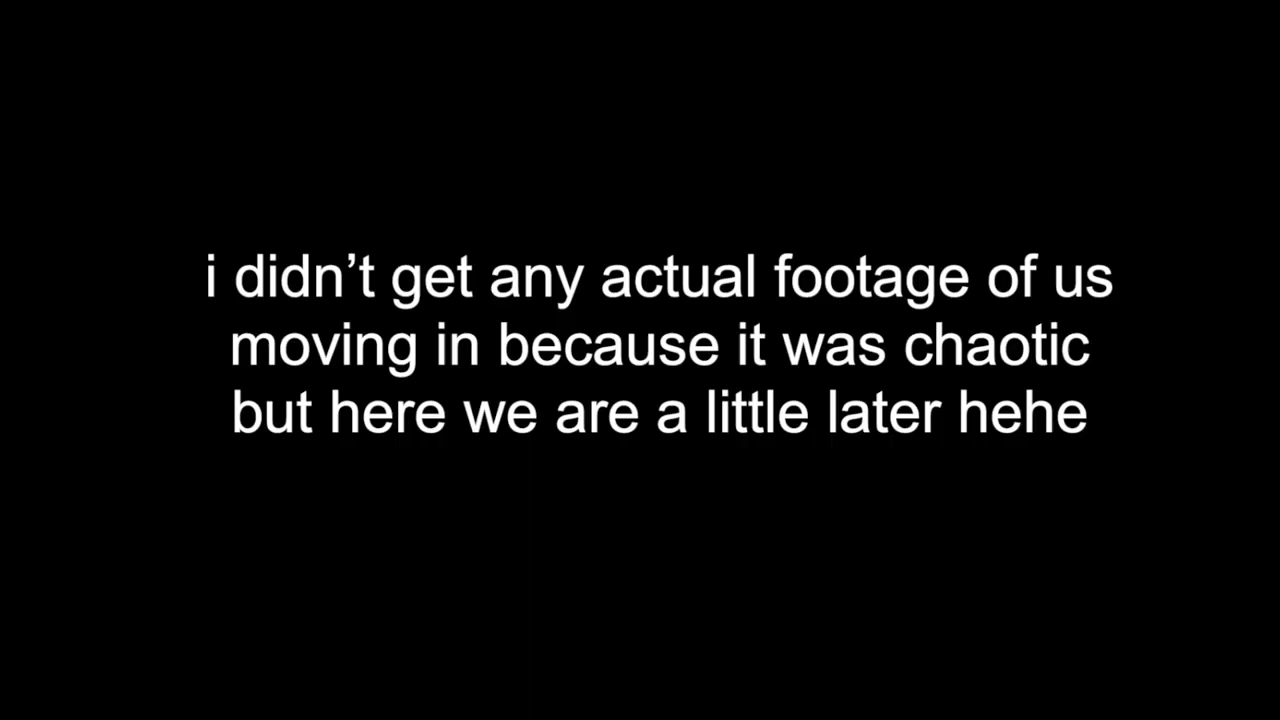 i didn’t get any actual footage of us
moving in because it was chaotic
but here we are a little later hehe